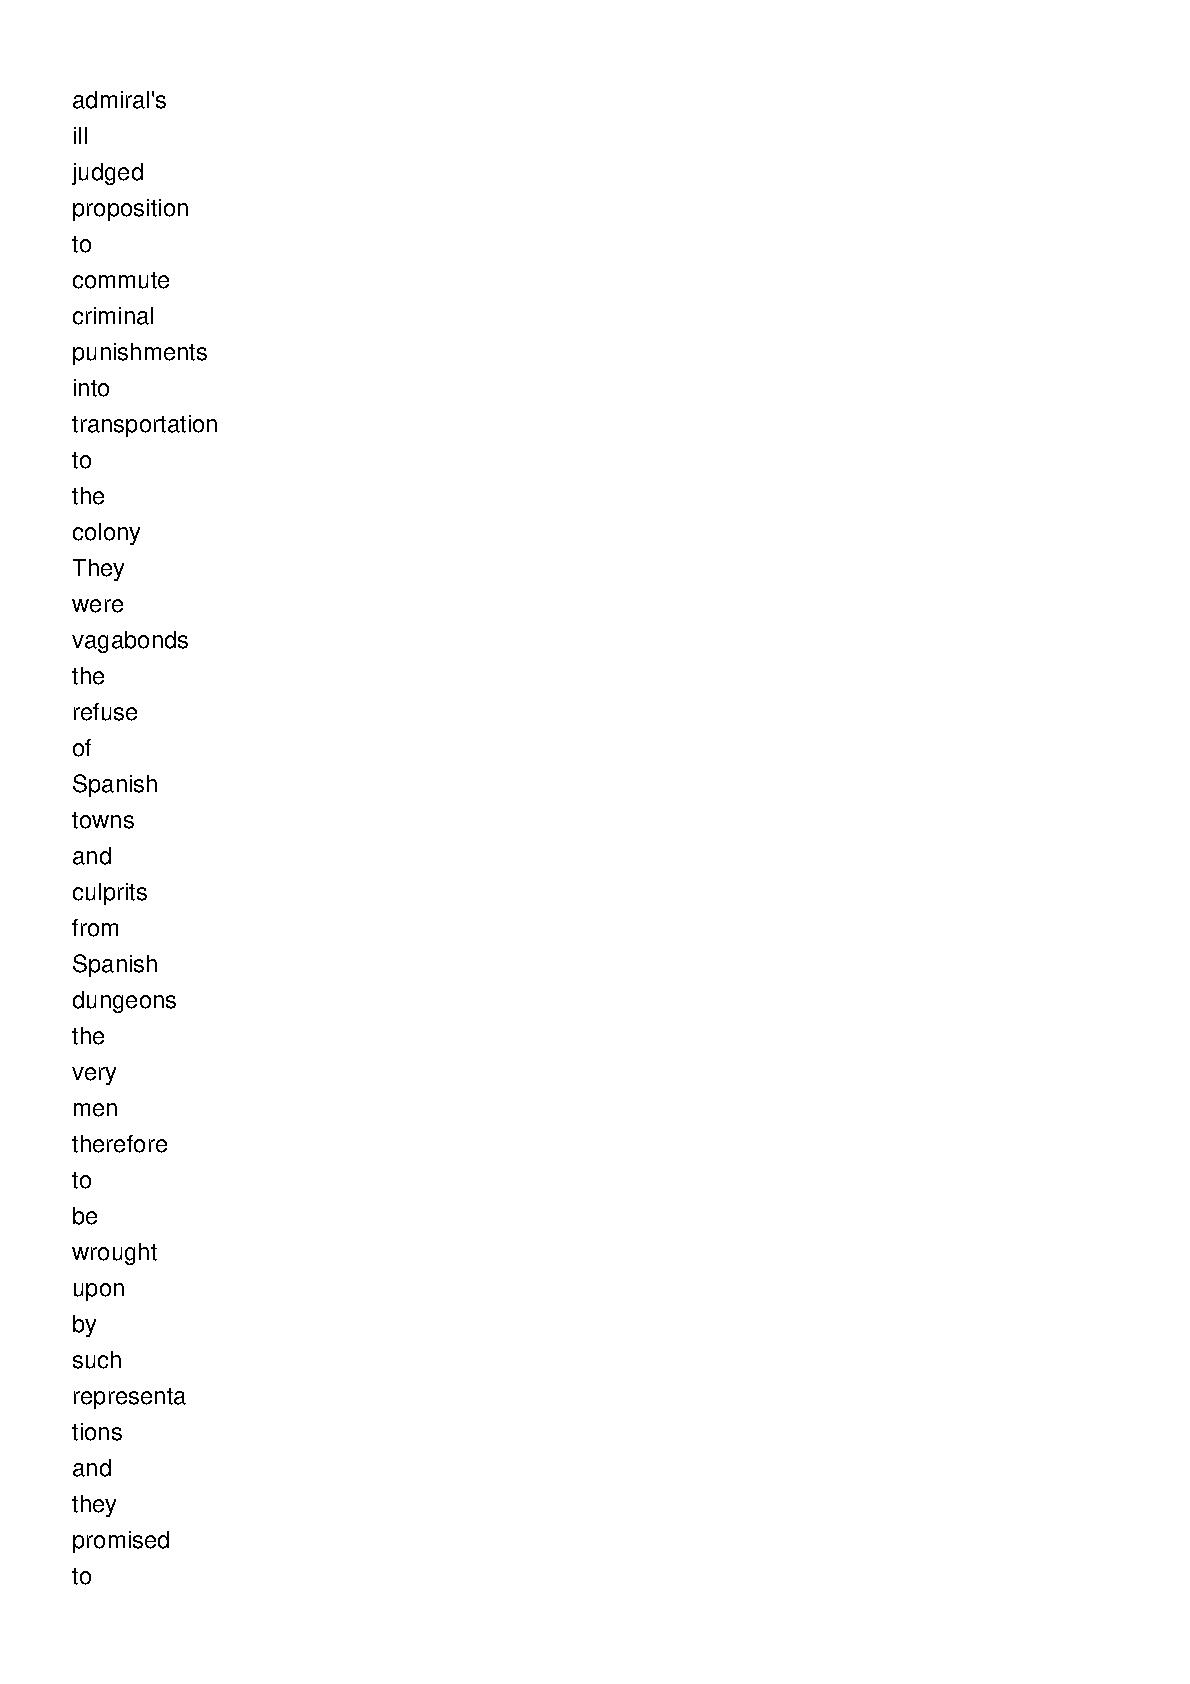 admiral's
ill
judged
proposition
to
commute
criminal
punishments
into
transportation
to
the
colony
They
were
vagabonds
the
refuse
of
Spanish
towns
and
culprits
from
Spanish
dungeons
the
very
men
therefore
to
be
wrought
upon
by
such
representa
tions
and
they
promised
to